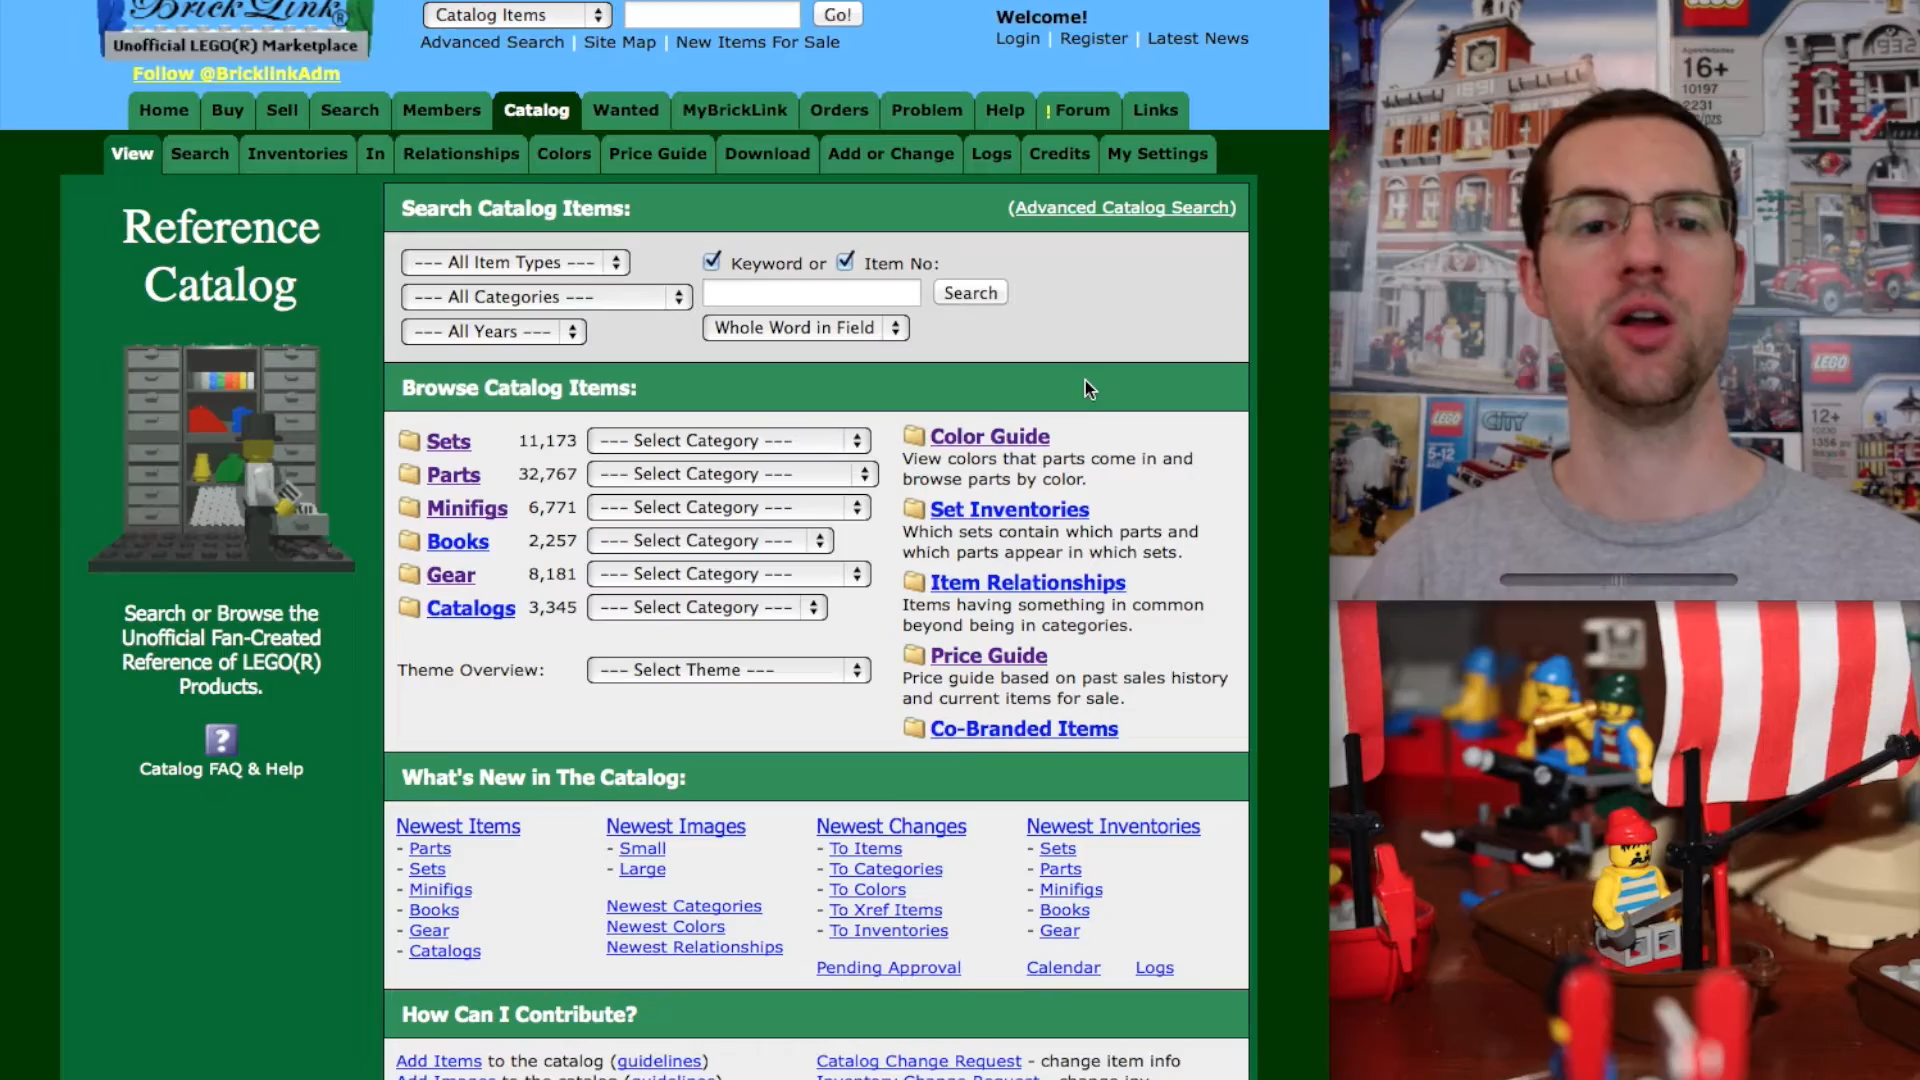 BrickLink®
Unofficial LEGO(R) Marketplace
Follow @BricklinkAdm
Catalog Items
Go!
Advanced Search | Site Map | New Items For Sale
Welcome!
Login | Register | Latest News
Home Buy Sell Search Members Catalog Wanted MyBrickLink Orders Problem Help ! Forum Links
View Search Inventories In Relationships Colors Price Guide Download Add or Change Logs Credits My Settings
Reference
Catalog
Search or Browse the
Unofficial Fan-Created
Reference of LEGO(R)
Products.
?
Catalog FAQ & Help
Search Catalog Items:
(Advanced Catalog Search)
--- All Item Types ---
Keyword or Item No:
--- All Categories ---
Search
--- All Years ---
Whole Word in Field
Browse Catalog Items:
Sets 11,173 --- Select Category ---
Parts 32,767 --- Select Category ---
Minifigs 6,771 --- Select Category ---
Books 2,257 --- Select Category ---
Gear 8,181 --- Select Category ---
Catalogs 3,345 --- Select Category ---
Theme Overview: --- Select Theme ---
Color Guide
View colors that parts come in and
browse parts by color.
Set Inventories
Which sets contain which parts and
which parts appear in which sets.
Item Relationships
Items having something in common
beyond being in categories.
Price Guide
Price guide based on past sales history
and current items for sale.
Co-Branded Items
What's New in The Catalog:
Newest Items
- Parts
- Sets
- Minifigs
- Books
- Gear
- Catalogs
Newest Images
- Small
- Large
Newest Categories
Newest Colors
Newest Relationships
Newest Changes
- To Items
- To Categories
- To Colors
- To Xref Items
- To Inventories
Pending Approval
Newest Inventories
- Sets
- Parts
- Minifigs
- Books
- Gear
Calendar Logs
How Can I Contribute?
Add Items to the catalog (guidelines)
Catalog Change Request - change item info
1891
LEGO
16+
10197
2231
1932
LEGO
CITY
5-12
LEGO
12+